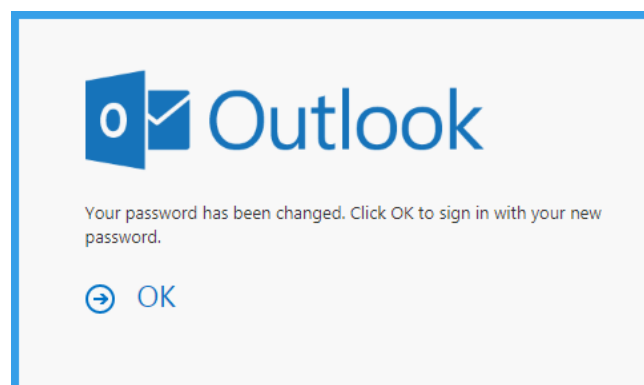 Outlook
Your password has been changed. Click OK to sign in with your new
password.
OK